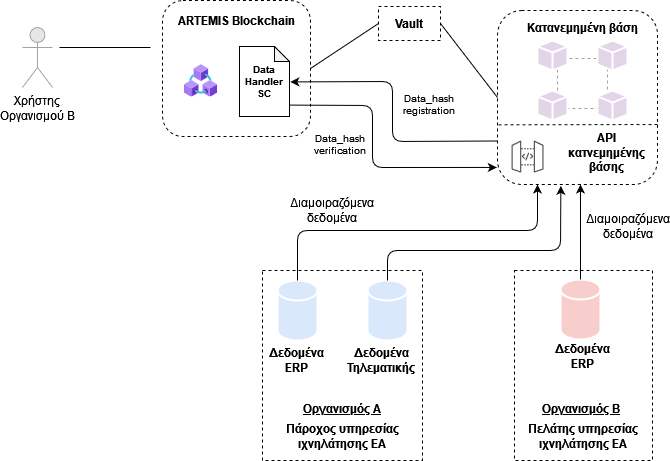 ARTEMIS Blockchain
Vault
Κατανεμημένη βάση
Data
Handler
SC
Χρήστης
Οργανισμού Β
Data_hash
registration
Data_hash
verification
API
κατνεμημένης
βάσης
Διαμοιραζόμενα
δεδομένα
Διαμοιραζόμενα
δεδομένα
Δεδομένα
ERP
Δεδομένα
Τηλεματικής
Δεδομένα
ERP
Οργανισμός Α
Πάροχος υπηρεσίας
ιχνηλάτησης ΕΑ
Οργανισμός Β
Πελάτης υπηρεσίας
ιχνηλάτησης ΕΑ